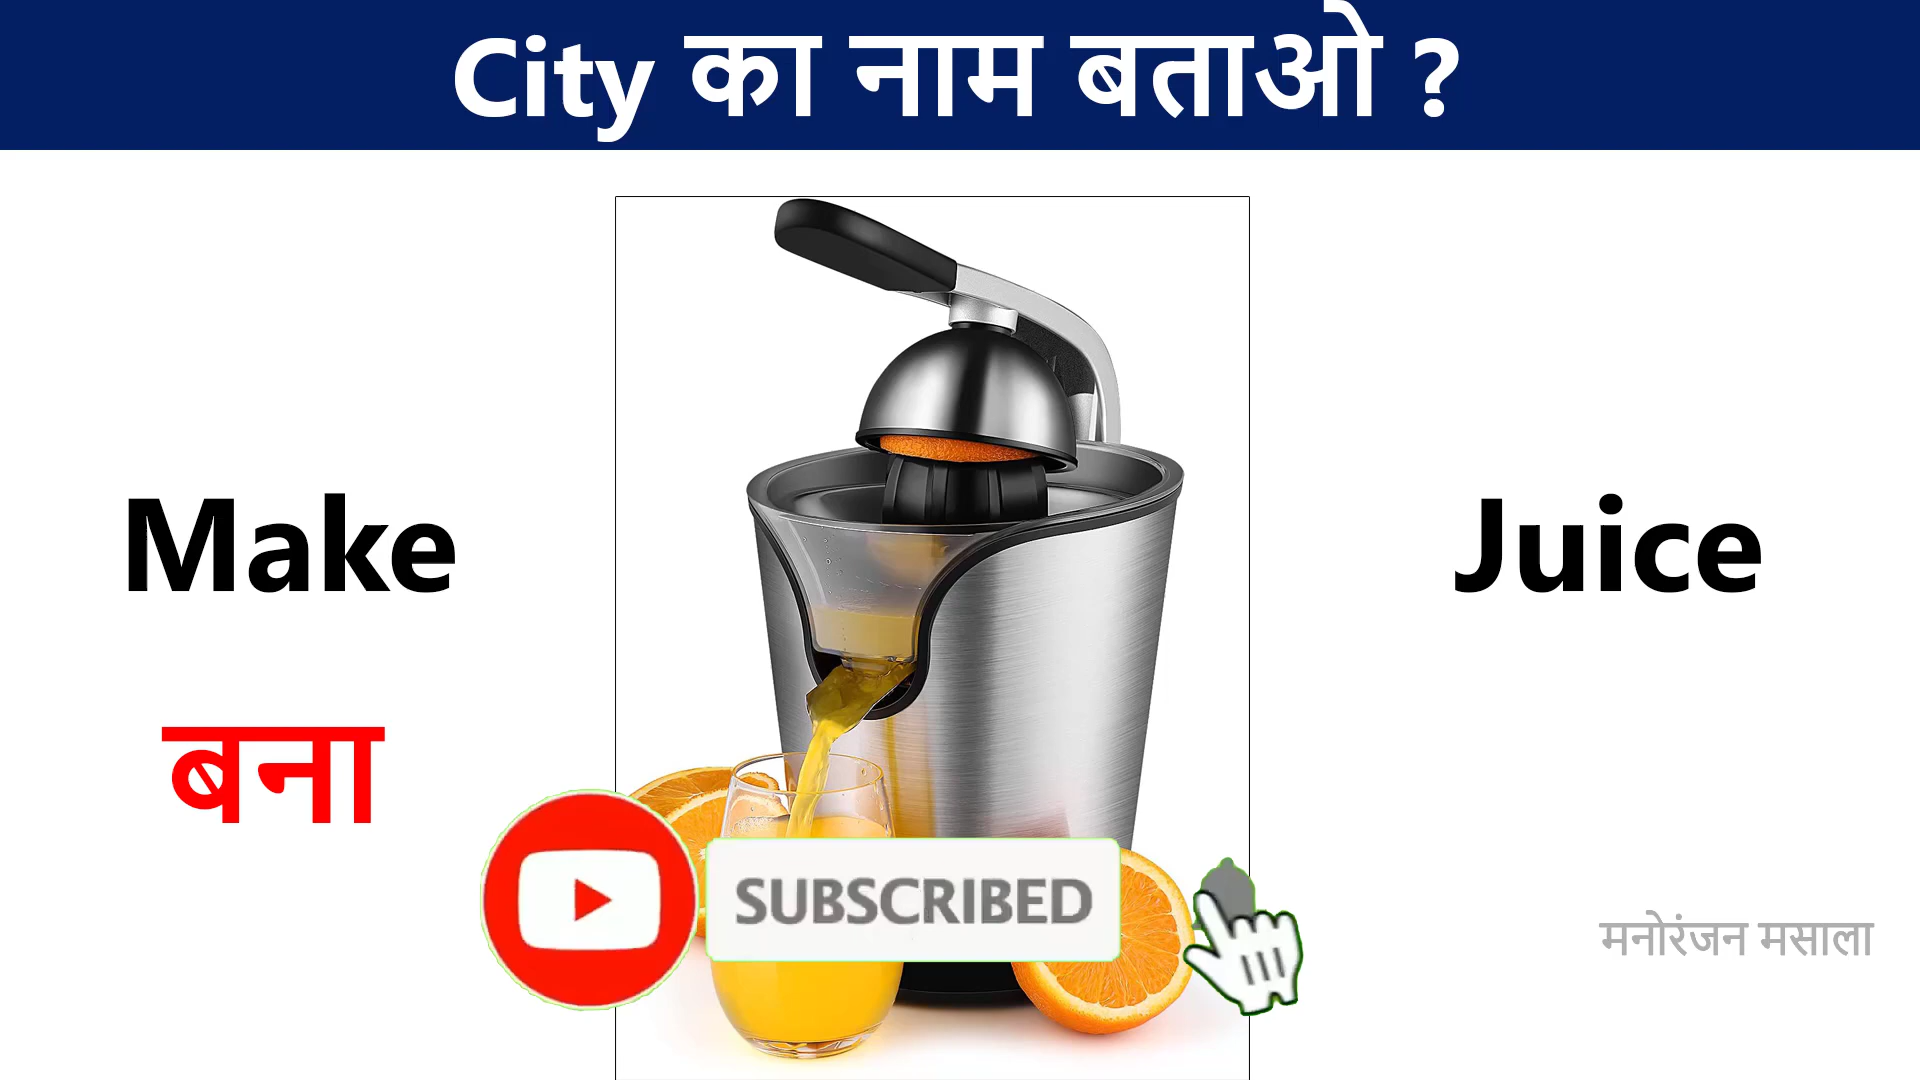 City का नाम बताओ ?
Make
Juice
बना
SUBSCRIBED
मनोरंजन मसाला